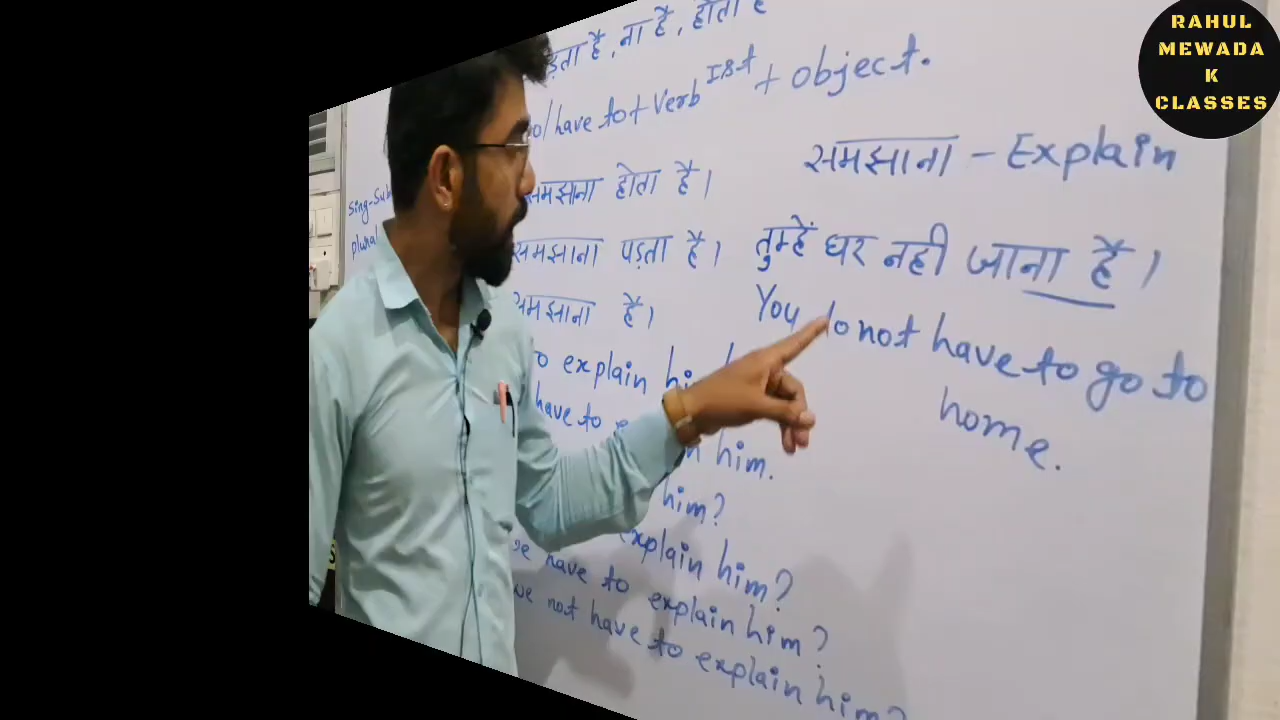 RAHUL
MEWADA
K
CLASSES
है, ना है, होता है
have to + Verb Ist + object.
Sing-Sub
plural
समझाना होता है।
समझाना पड़ता है।
समझाना है।
to explain him
have to
him.
him?
explain him?
have to explain him?
we not have to explain him?
समझाना - Explain
तुम्हें घर नही जाना है।
You do not have to go to
home.